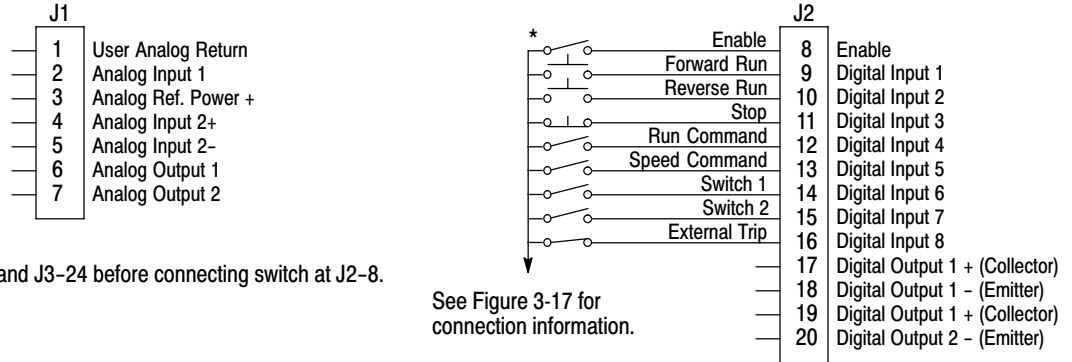 J1
1 User Analog Return
2 Analog Input 1
3 Analog Ref. Power +
4 Analog Input 2+
5 Analog Input 2-
6 Analog Output 1
7 Analog Output 2
and J3-24 before connecting switch at J2-8.
J2
*
Enable 8 Enable
Forward Run 9 Digital Input 1
Reverse Run 10 Digital Input 2
Stop 11 Digital Input 3
Run Command 12 Digital Input 4
Speed Command 13 Digital Input 5
Switch 1 14 Digital Input 6
Switch 2 15 Digital Input 7
External Trip 16 Digital Input 8
17 Digital Output 1 + (Collector)
18 Digital Output 1 - (Emitter)
19 Digital Output 1 + (Collector)
20 Digital Output 2 - (Emitter)
See Figure 3-17 for
connection information.